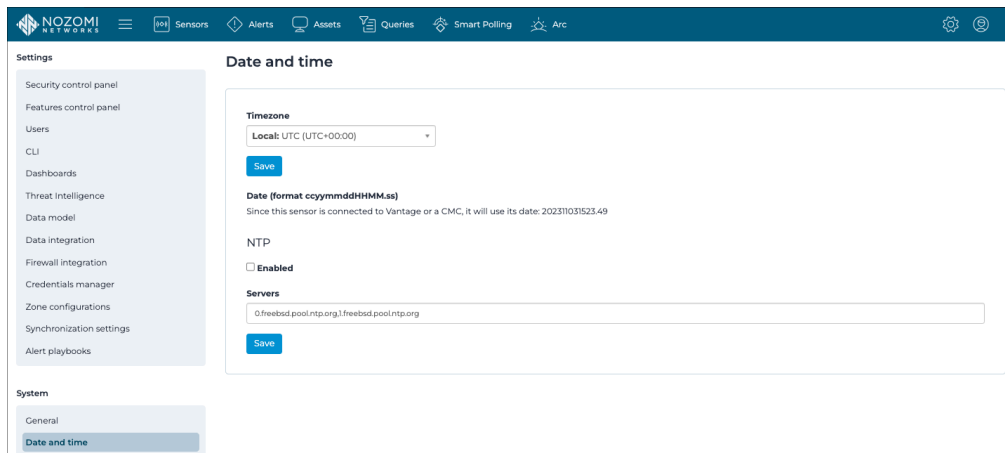 NOZOMI
NETWORKS
Sensors
Alerts
Assets
Queries
Smart Polling
Arc
Settings
Security control panel
Features control panel
Users
CLI
Dashboards
Threat Intelligence
Data model
Data integration
Firewall integration
Credentials manager
Zone configurations
Synchronization settings
Alert playbooks
System
General
Date and time
Date and time
Timezone
Local: UTC (UTC+00:00)
Save
Date (format ccyymmddHHMM.ss)
Since this sensor is connected to Vantage or a CMC, it will use its date: 202311031523.49
NTP
Enabled
Servers
0.freebsd.pool.ntp.org,1.freebsd.pool.ntp.org
Save